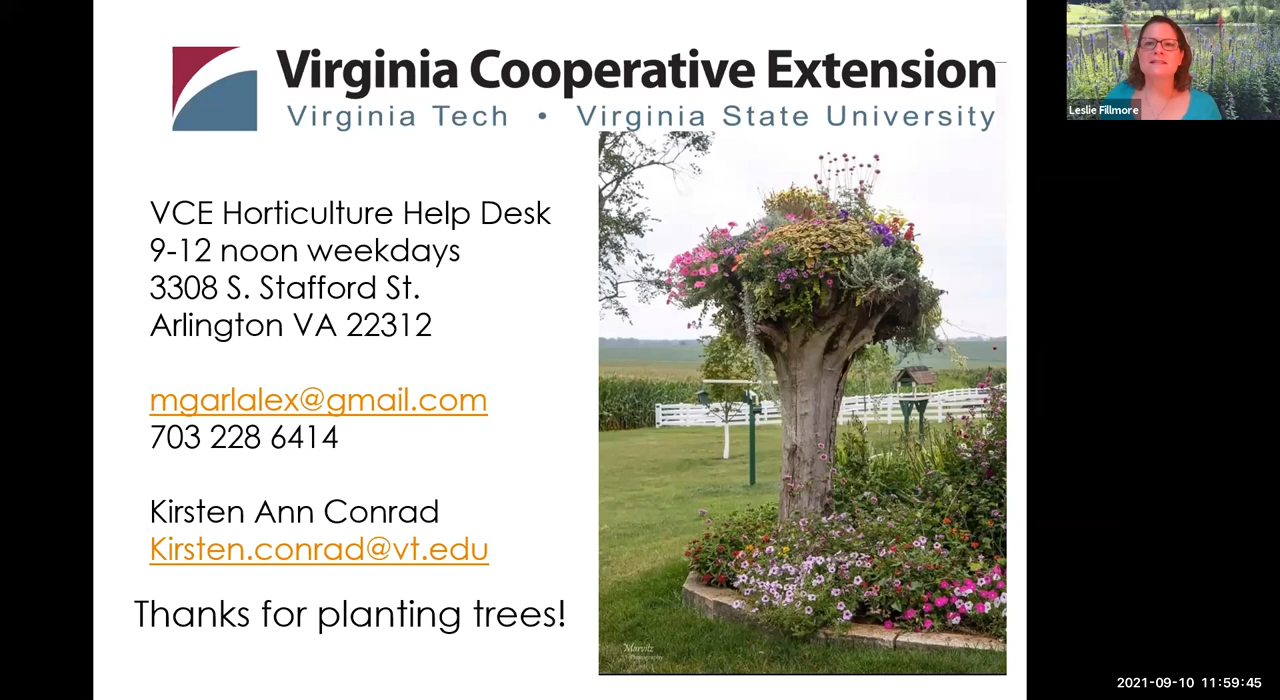 Virginia Cooperative Extension
Virginia Tech • Virginia State University
VCE Horticulture Help Desk
9-12 noon weekdays
3308 S. Stafford St.
Arlington VA 22312
mgarlalex@gmail.com
703 228 6414
Kirsten Ann Conrad
Kirsten.conrad@vt.edu
Thanks for planting trees!
Marvilz
Photography
Leslie Fillmore
2021-09-10 11:59:45